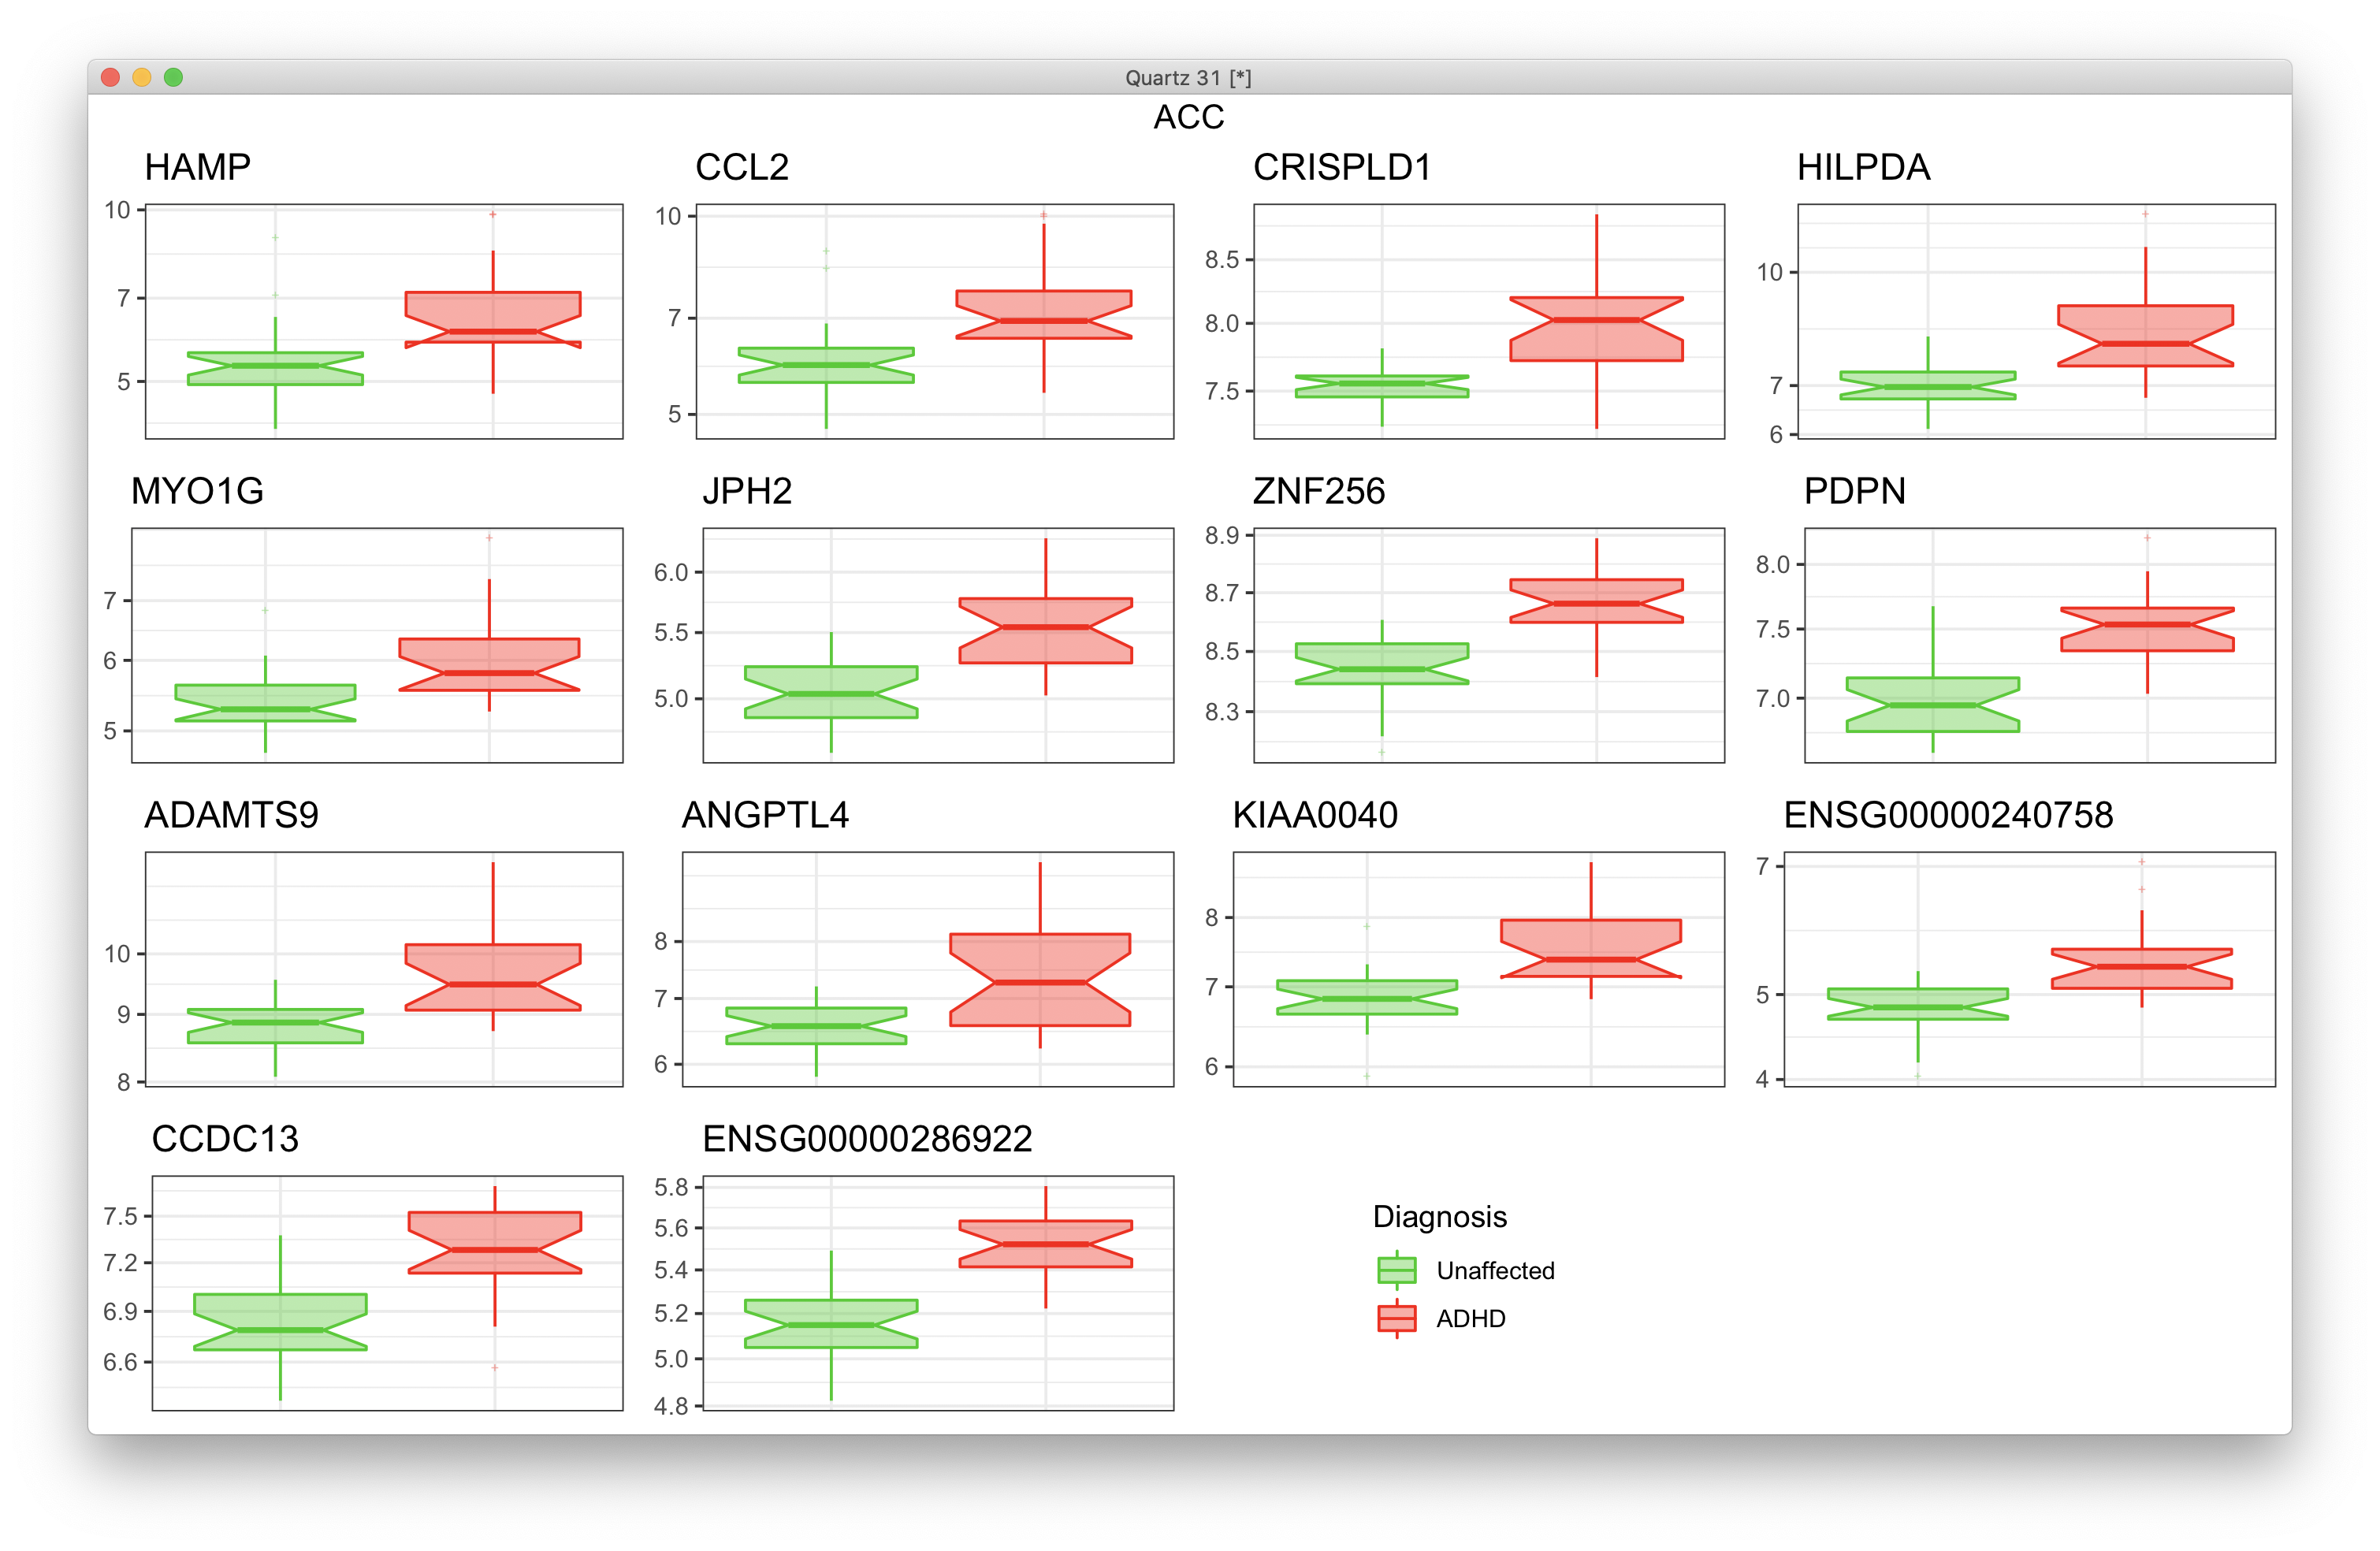 Quartz 31 [*]
ACC
HAMP
10
7
5
CCL2
10
7
5
CRISPLD1
8.5
8.0
7.5
HILPDA
10
7
6
MYO1G
7
6
5
JPH2
6.0
5.5
5.0
ZNF256
8.9
8.7
8.5
8.3
PDPN
8.0
7.5
7.0
ADAMTS9
10
9
8
ANGPTL4
8
7
6
KIAA0040
8
7
6
ENSG00000240758
7
5
4
CCDC13
7.5
7.2
6.9
6.6
ENSG00000286922
5.8
5.6
5.4
5.2
5.0
4.8
Diagnosis
Unaffected
ADHD